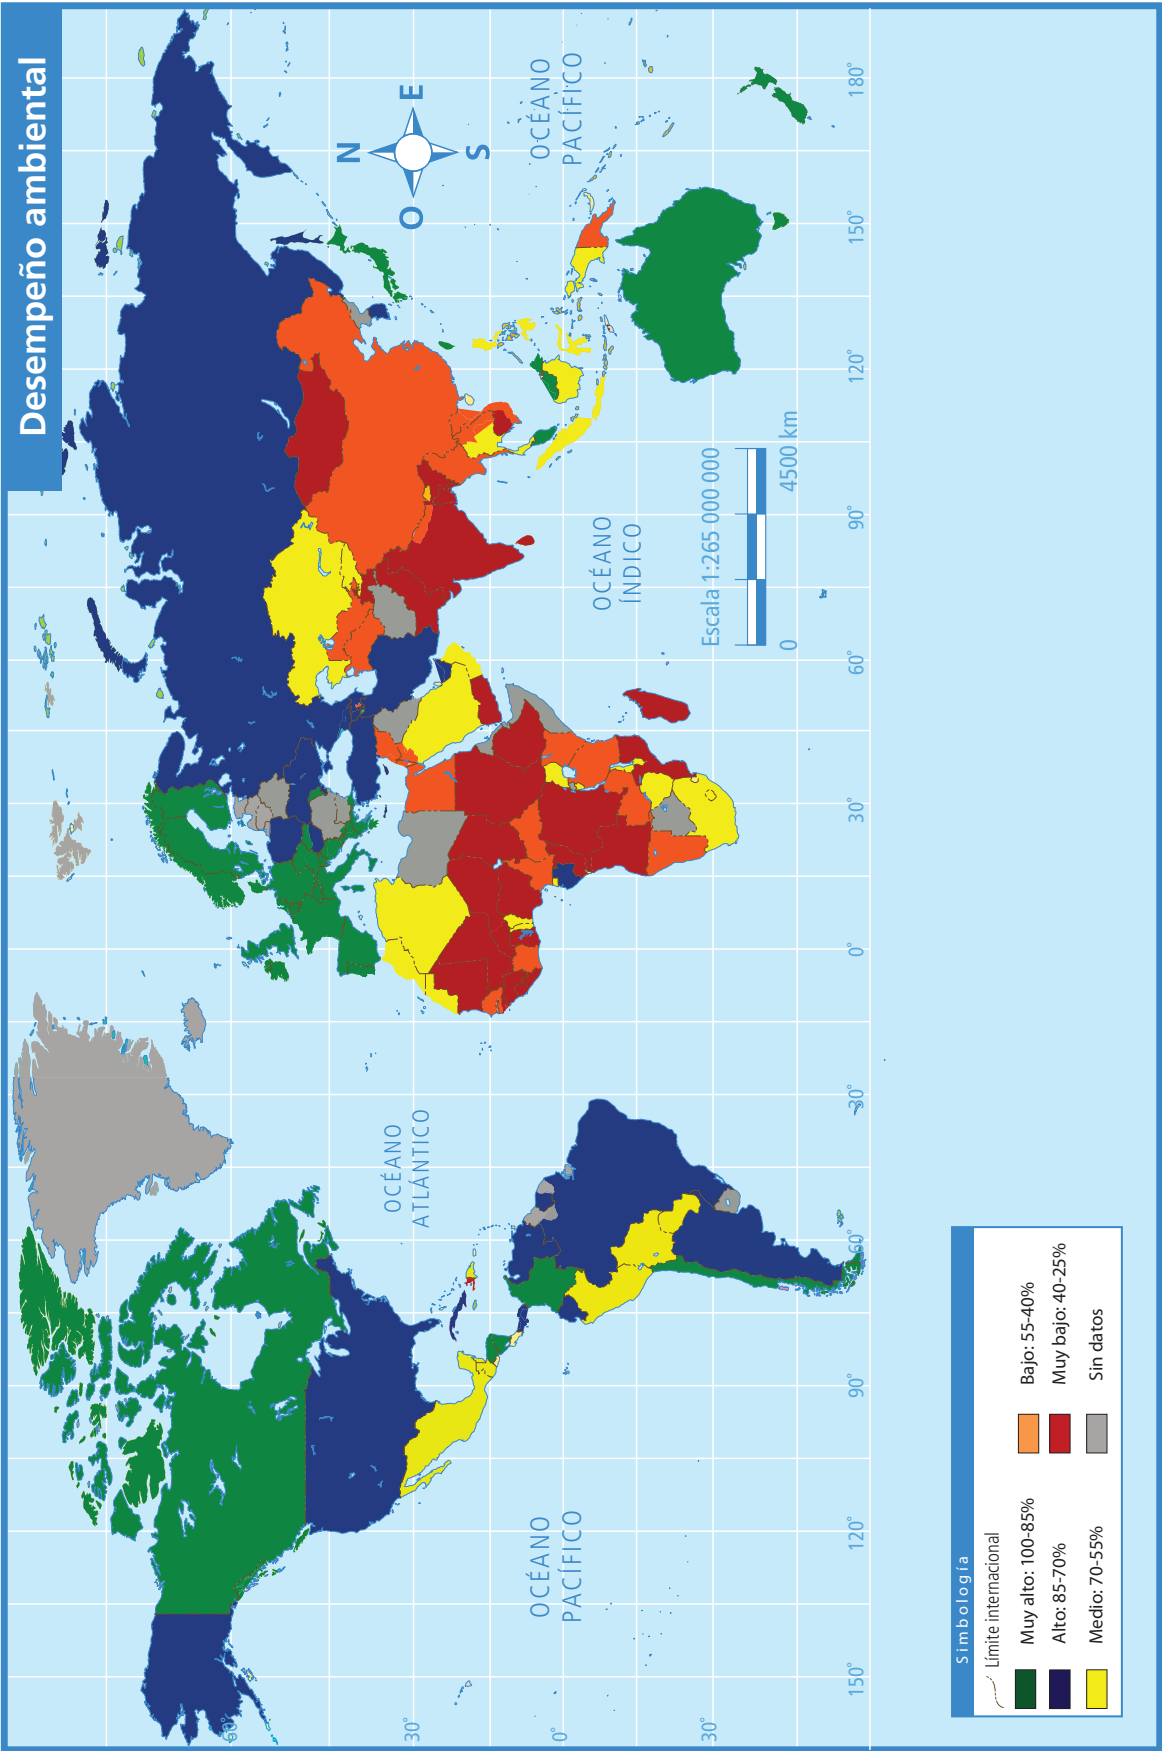 Desempeño ambiental
N
O
E
S
OCÉANO
PACÍFICO
OCÉANO
ATLÁNTICO
OCÉANO
ÍNDICO
OCÉANO
PACÍFICO
60°
30°
0°
30°
150°
120°
90°
60°
30°
0°
30°
60°
90°
120°
150°
180°
Escala 1:265 000 000
0
4500 km
Simbología
Límite internacional
Muy alto: 100-85%
Alto: 85-70%
Medio: 70-55%
Bajo: 55-40%
Muy bajo: 40-25%
Sin datos